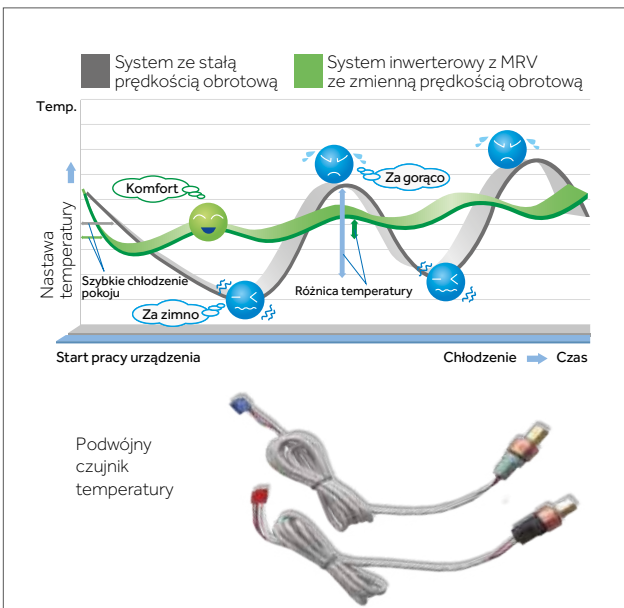 System ze stałą
prędkością obrotową
System inwerterowy z MRV
ze zmienną prędkością obrotową
Temp.
Komfort
Za gorąco
Nastawa
temperatury
Szybkie chłodzenie
pokoju
Różnica temperatury
Za zimno
Start pracy urządzenia
Chłodzenie
Czas
Podwójny
czujnik
temperatury